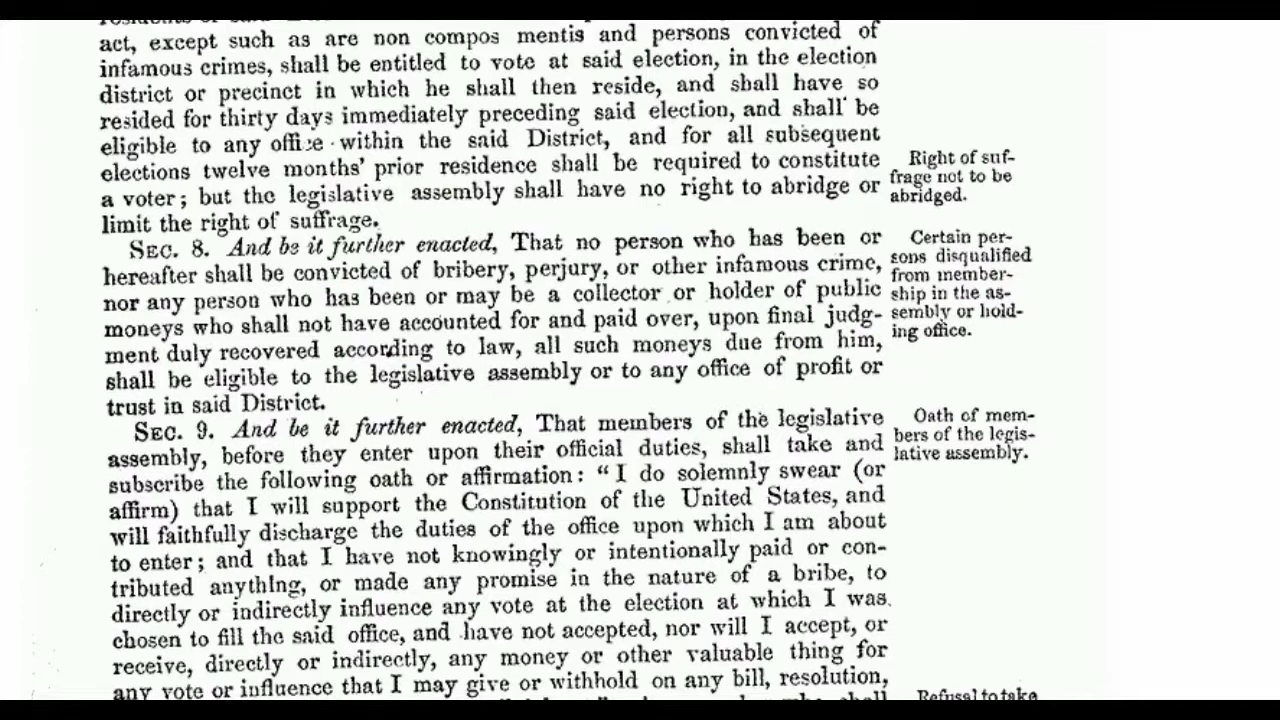 act, except such as are non compos mentis and persons convicted of
infamous crimes, shall be entitled to vote at said election, in the election
district or precinct in which he shall then reside, and shall have so
resided for thirty days immediately preceding said election, and shall be
eligible to any office within the said District, and for all subsequent
elections twelve months' prior residence shall be required to constitute
a voter; but the legislative assembly shall have no right to abridge or
limit the right of suffrage.
Right of suf-
frage not to be
abridged.
SEC. 8. And be it further enacted, That no person who has been or
hereafter shall be convicted of bribery, perjury, or other infamous crime,
nor any person who has been or may be a collector or holder of public
moneys who shall not have accounted for and paid over, upon final judg-
ment duly recovered according to law, all such moneys due from him,
shall be eligible to the legislative assembly or to any office of profit or
trust in said District.
Certain per-
sons disqualified
from member-
ship in the as-
sembly or hold-
ing office.
SEC. 9. And be it further enacted, That members of the legislative
assembly, before they enter upon their official duties, shall take and
subscribe the following oath or affirmation: "I do solemnly swear (or
affirm) that I will support the Constitution of the United States, and
will faithfully discharge the duties of the office upon which I am about
to enter; and that I have not knowingly or intentionally paid or con-
tributed anything, or made any promise in the nature of a bribe, to
directly or indirectly influence any vote at the election at which I was
chosen to fill the said office, and have not accepted, nor will I accept, or
receive, directly or indirectly, any money or other valuable thing for
any vote or influence that I may give or withhold on any bill, resolution,
Oath of mem-
bers of the legis-
lative assembly.
Refusal to take